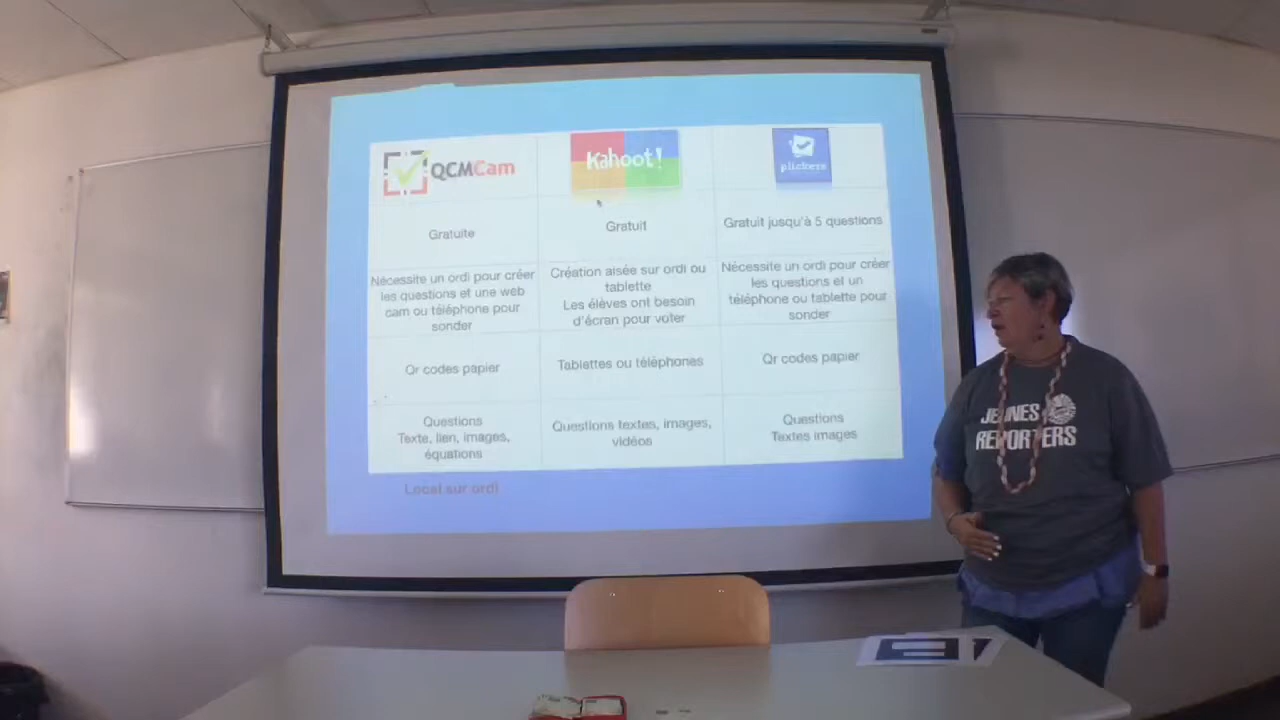 QCMCam
Kahoot!
plickers
Gratuite
Gratuit
Gratuit jusqu'à 5 questions
Nécessite un ordi pour créer
les questions et une web
cam ou téléphone pour
sonder
Création aisée sur ordi ou
tablette
Les élèves ont besoin
d'écran pour voter
Nécessite un ordi pour créer
les questions et un
téléphone ou tablette pour
sonder
Qr codes papier
Tablettes ou téléphones
Qr codes papier
Questions
Texte, lien, images,
équations
Questions textes, images,
vidéos
Questions
Textes images
Local sur ordi
JEUNES
REPORTERS